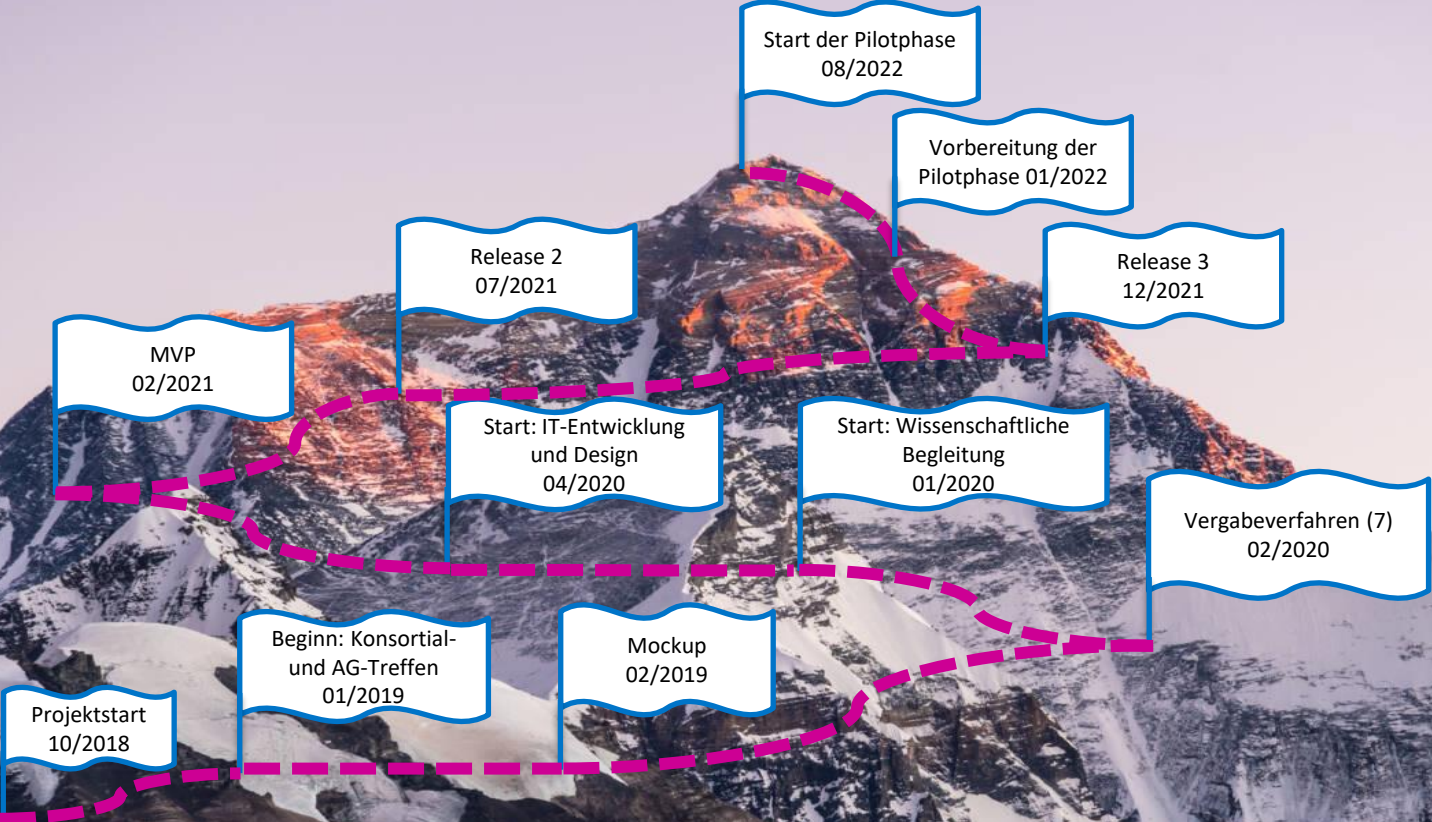 Start der Pilotphase
08/2022
Vorbereitung der
Pilotphase 01/2022
Release 2
07/2021
Release 3
12/2021
MVP
02/2021
Start: IT-Entwicklung
und Design
04/2020
Start: Wissenschaftliche
Begleitung
01/2020
Vergabeverfahren (7)
02/2020
Beginn: Konsortial-
und AG-Treffen
01/2019
Mockup
02/2019
Projektstart
10/2018